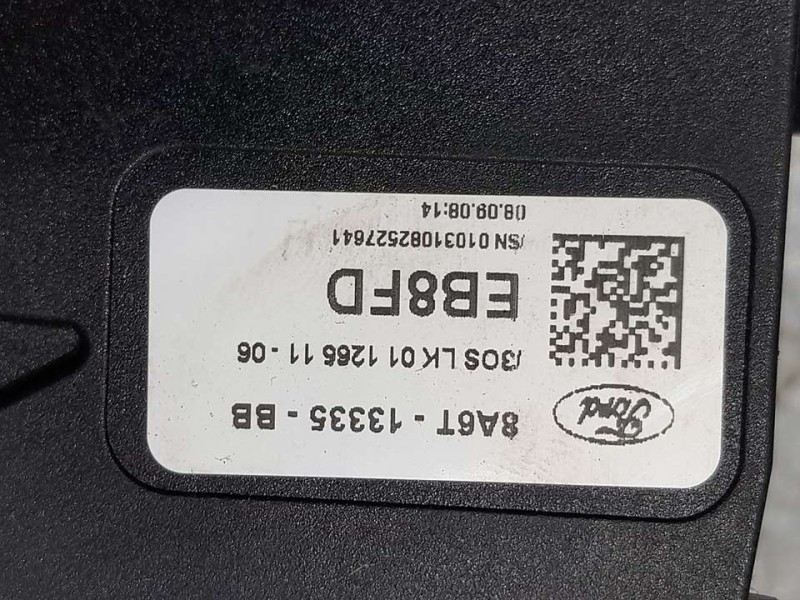 Ford
8A6T - 13335 - BB
/3OS LK 01 1266 11 - 06
EB8FD
/SN 01031082527641
08.09.08:14